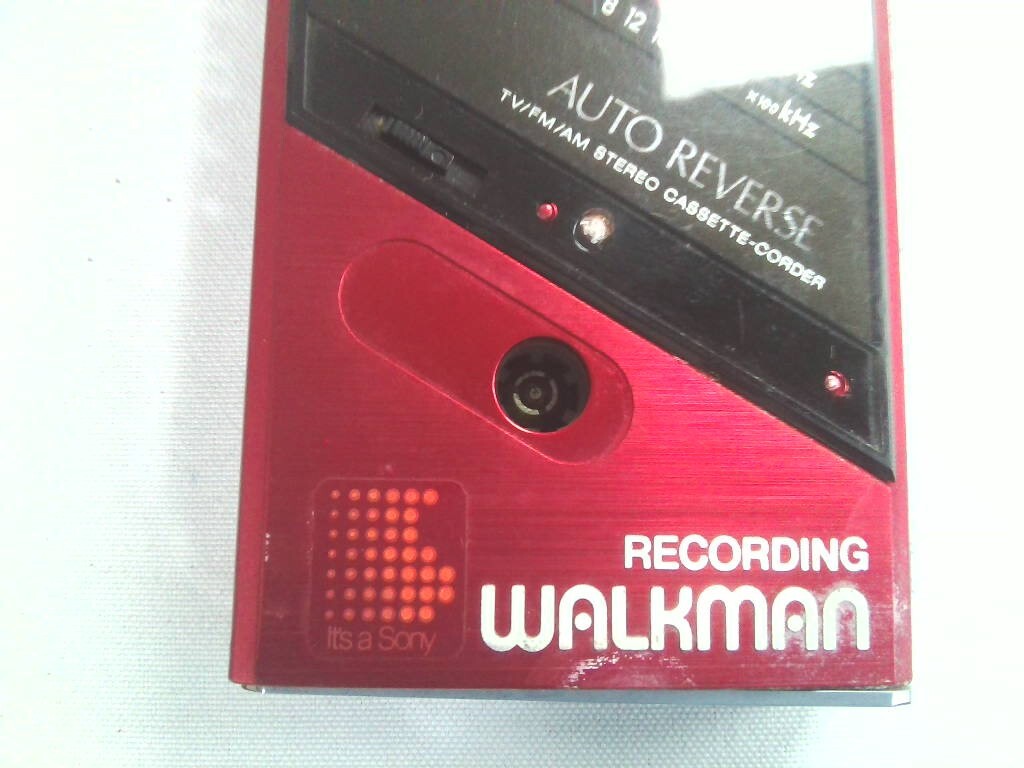 8 12
x100 kHz
AUTO REVERSE
TV/FM/AM STEREO CASSETTE-CORDER
RECORDING
WALKMAN
It's a Sony